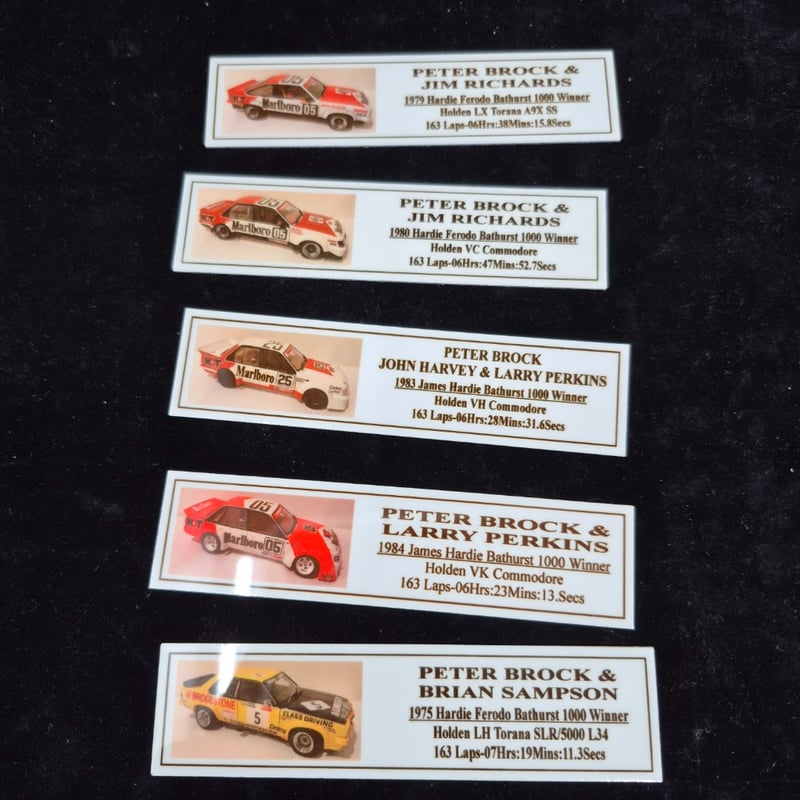 05
KT
Marlboro 05
PETER BROCK &
JIM RICHARDS
1979 Hardie Ferodo Bathurst 1000 Winner
Holden LX Torana A9X SS
163 Laps-06Hrs:38Mins:15.8Secs
05
KT
Marlboro 05
PETER BROCK &
JIM RICHARDS
1980 Hardie Ferodo Bathurst 1000 Winner
Holden VC Commodore
163 Laps-06Hrs:47Mins:52.7Secs
25
KT
Marlboro 25
PETER BROCK
JOHN HARVEY & LARRY PERKINS
1983 James Hardie Bathurst 1000 Winner
Holden VH Commodore
163 Laps-06Hrs:28Mins:31.6Secs
05
KT
Marlboro 05
PETER BROCK &
LARRY PERKINS
1984 James Hardie Bathurst 1000 Winner
Holden VK Commodore
163 Laps-06Hrs:23Mins:13.Secs
BRIDGESTONE
5
5
CLASS DRIVING
PETER BROCK &
BRIAN SAMPSON
1975 Hardie Ferodo Bathurst 1000 Winner
Holden LH Torana SLR/5000 L34
163 Laps-07Hrs:19Mins:11.3Secs